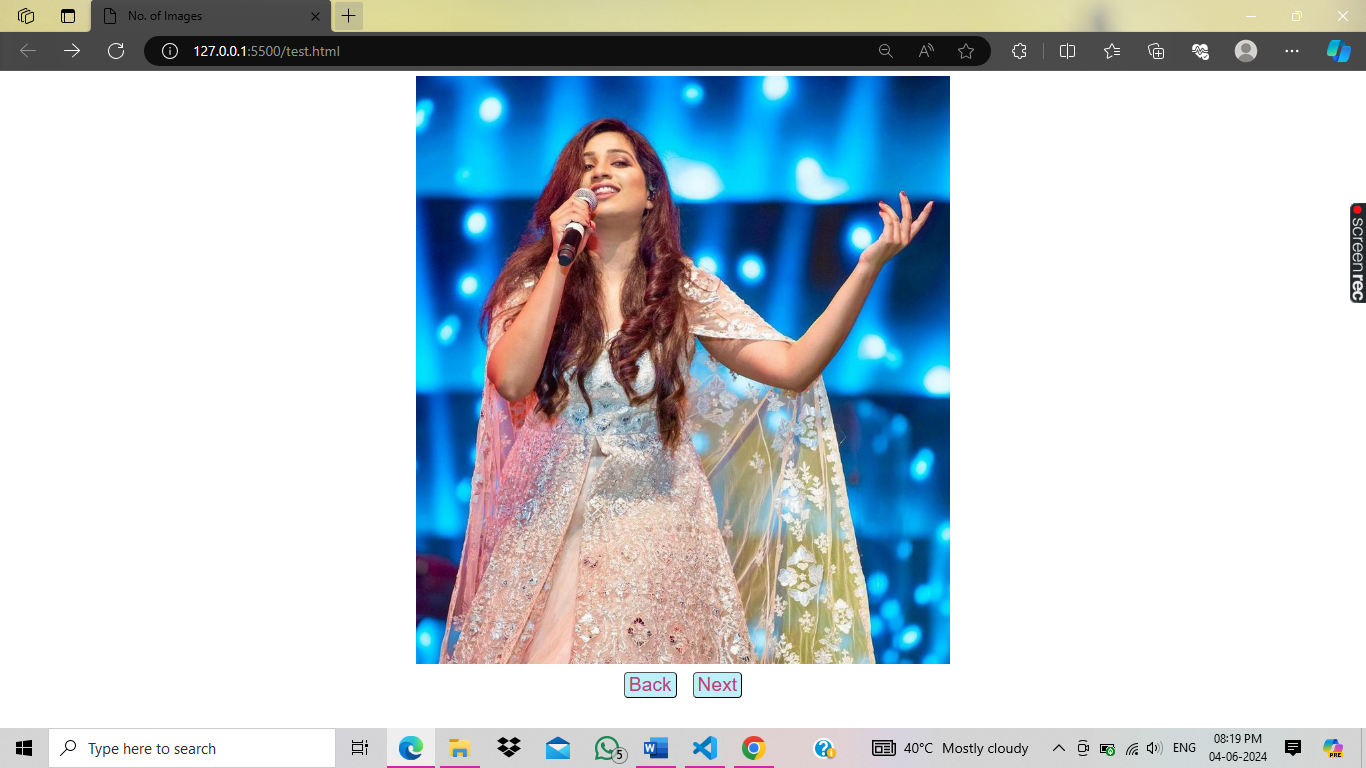 No. of Images
127.0.0.1:5500/test.html
screenrec
Back Next
Type here to search
5
40°C Mostly cloudy
ENG
08:19 PM
04-06-2024
PRE